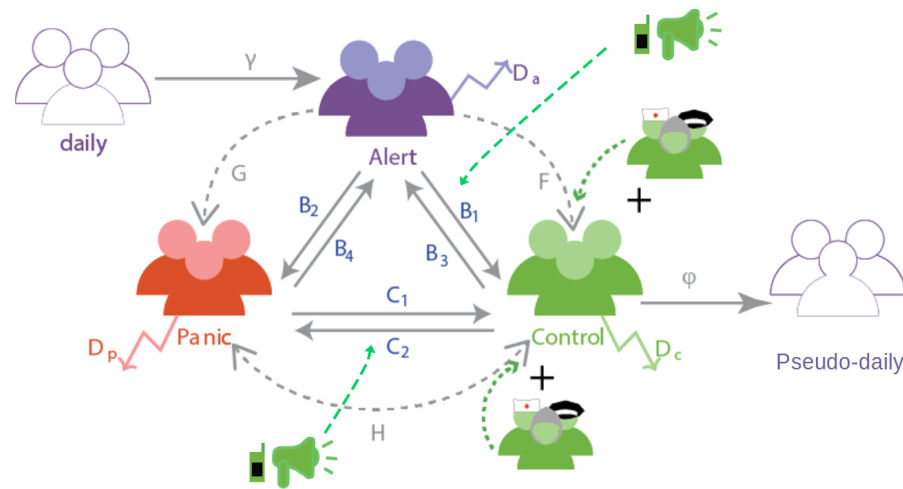 γ
D a
daily
Alert
G
F
+
B2
B1
B4
B3
C1
φ
Panic
C2
Control
D p
D c
Pseudo-daily
+
H